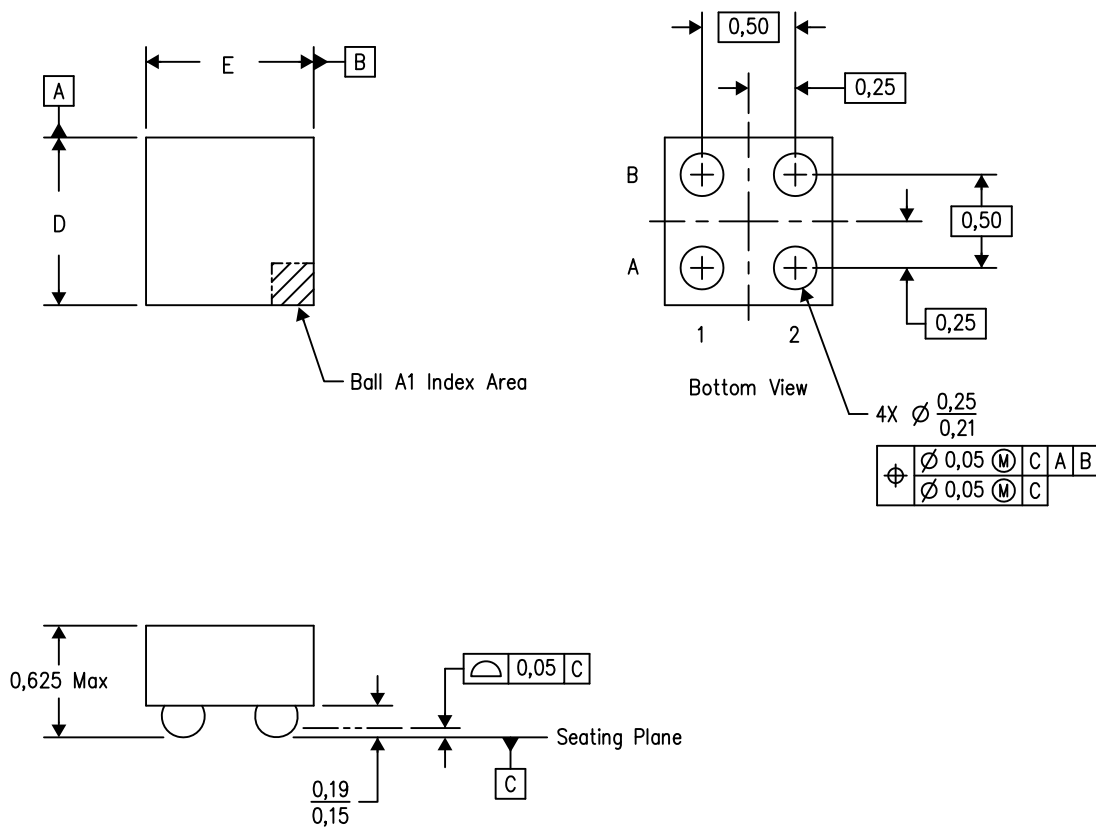 0,50
E
B
A
0,25
B
D
0,50
A
0,25
1 2
Ball A1 Index Area
Bottom View
4X Ø 0,25
0,21
Ø 0,05 Ⓜ C A B
Ø 0,05 Ⓜ C
0,625 Max
0,05 C
Seating Plane
C
0,19
0,15